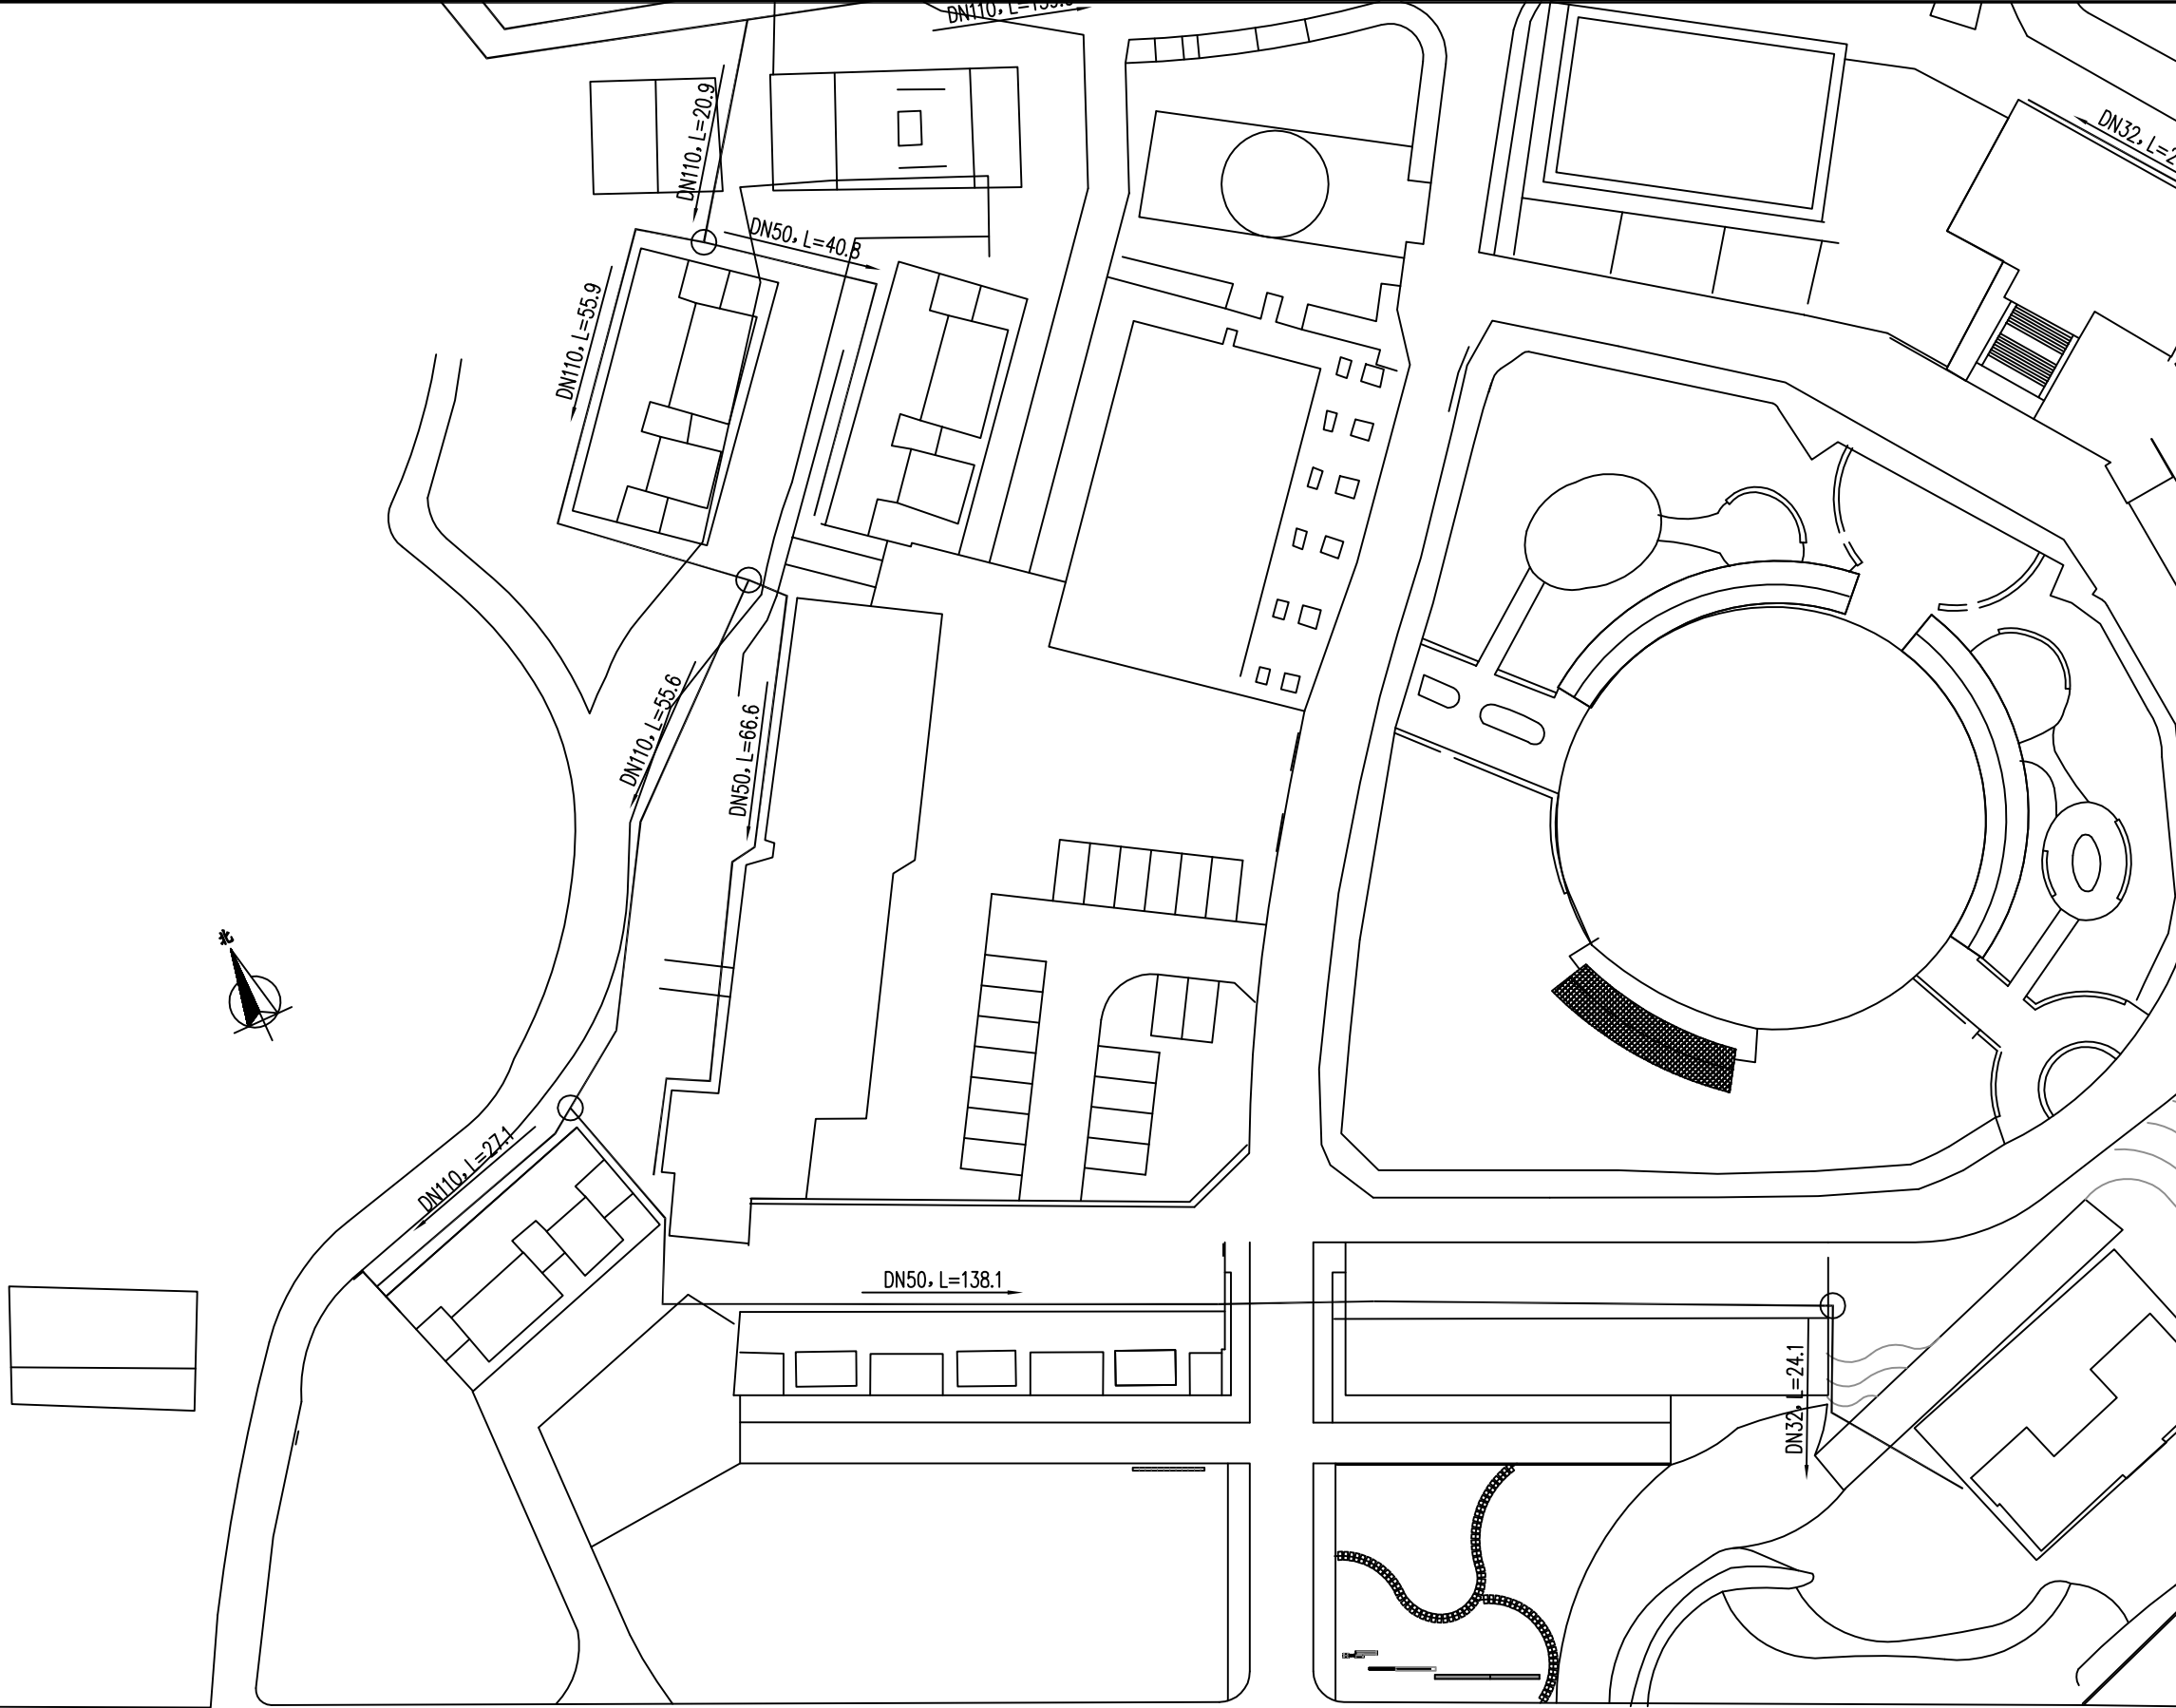 DN110, L=20.9
DN50, L=40.8
DN110, L=55.9
DN110, L=55.6
DN50, L=66.6
北
DN110, L=27.1
DN50, L=138.1
DN32, L=24.1